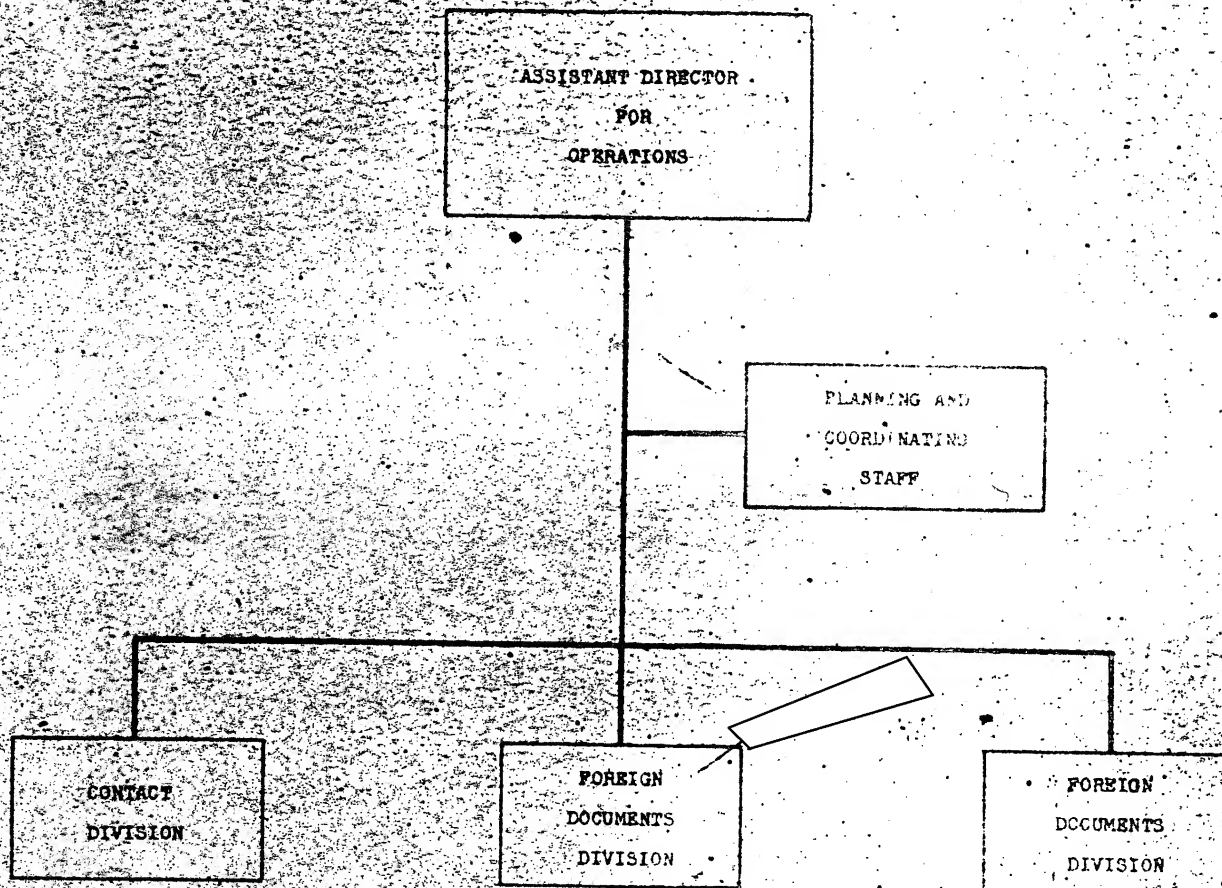 ASSISTANT DIRECTOR
FOR
OPERATIONS
PLANNING AND
COORDINATING
STAFF
CONTACT
DIVISION
FOREIGN
DOCUMENTS
DIVISION
FOREIGN
DOCUMENTS
DIVISION